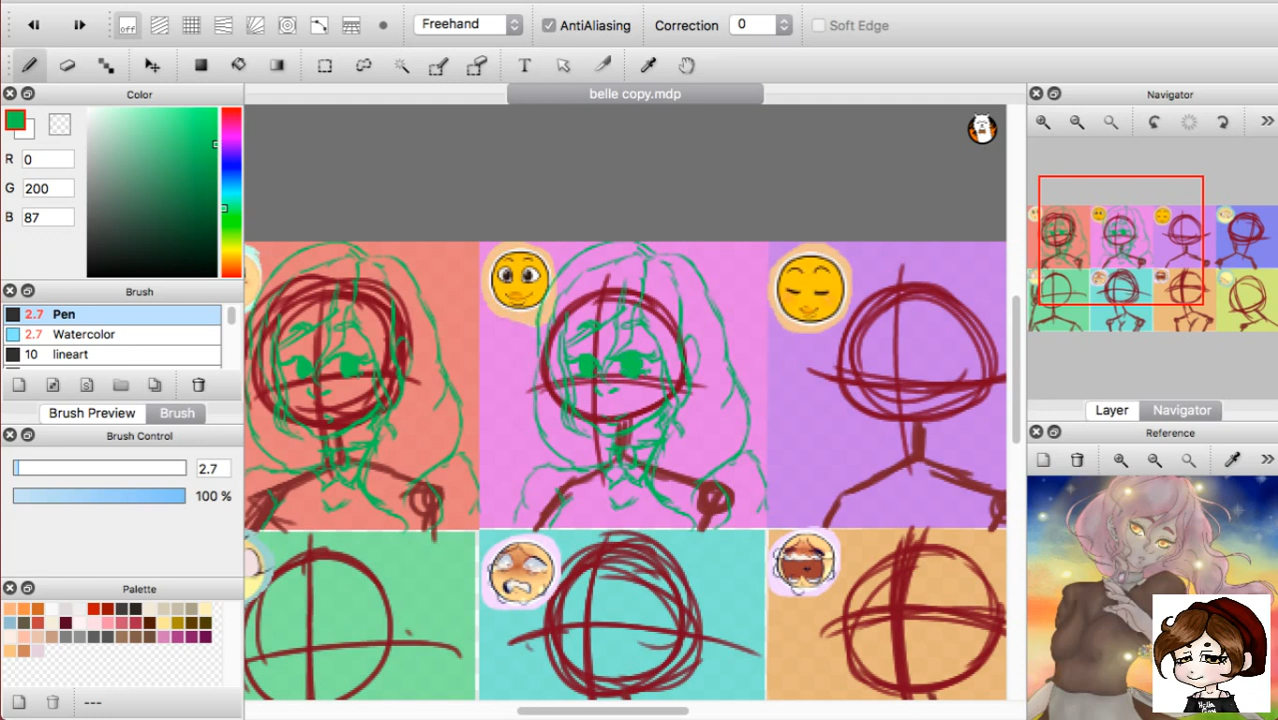 off
Freehand
AntiAliasing
Correction
0
Soft Edge
T
Color
belle copy.mdp
Navigator
R
0
G
200
B
87
Brush
2.7
Pen
2.7
Watercolor
10
lineart
Brush Preview
Brush
Layer
Navigator
Brush Control
Reference
2.7
100 %
Palette
---